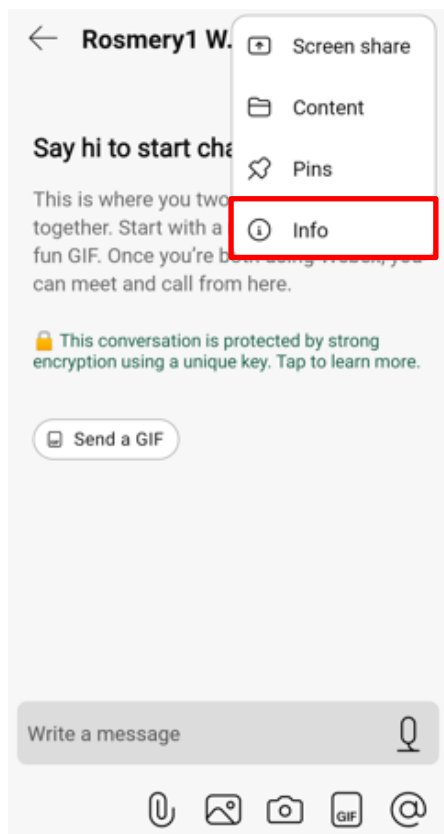 Rosmery1 W.
Screen share
Content
Pins
Info
Say hi to start cha
This is where you two
together. Start with a
fun GIF. Once you're both using Webex, you
can meet and call from here.
This conversation is protected by strong
encryption using a unique key. Tap to learn more.
Send a GIF
Write a message
GIF